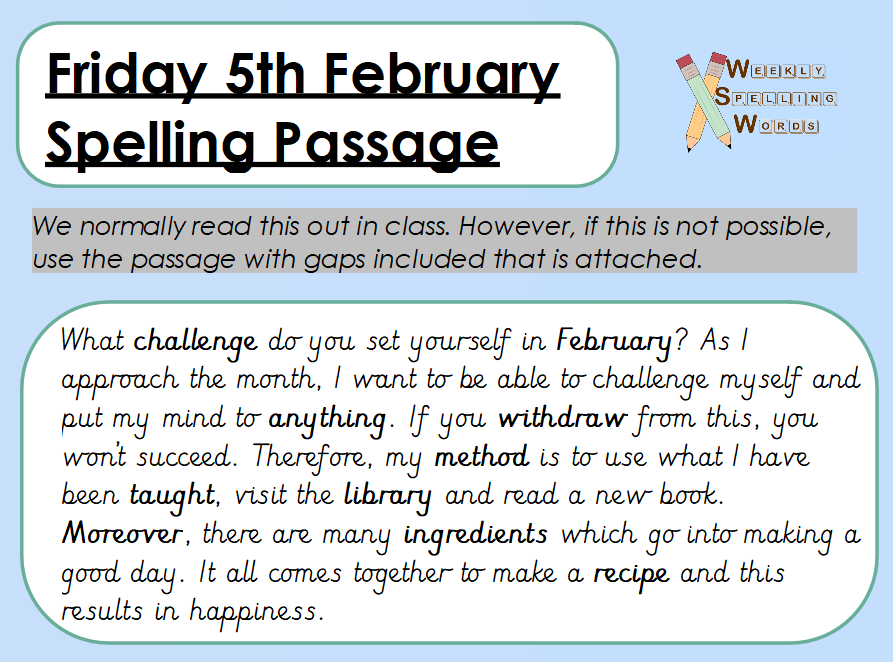 Friday 5th February
Spelling Passage
WEEKLY
SPELLING
WORDS
We normally read this out in class. However, if this is not possible,
use the passage with gaps included that is attached.
What challenge do you set yourself in February? As I
approach the month, I want to be able to challenge myself and
put my mind to anything. If you withdraw from this, you
won't succeed. Therefore, my method is to use what I have
been taught, visit the library and read a new book.
Moreover, there are many ingredients which go into making a
good day. It all comes together to make a recipe and this
results in happiness.